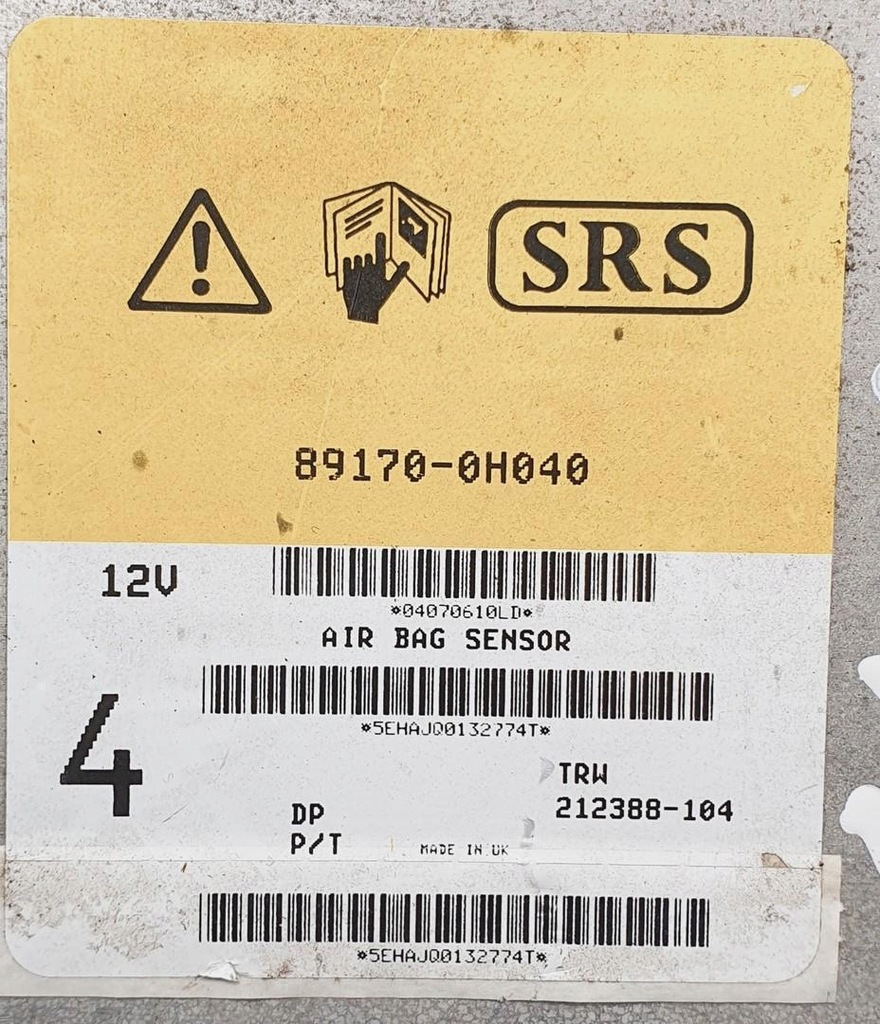 SRS
89170-0H040
12V
*04070610LD*
AIR BAG SENSOR
*5EHAJQ0132774T*
4
TRW
212388-104
DP
P/T
MADE IN UK
*5EHAJQ0132774T*